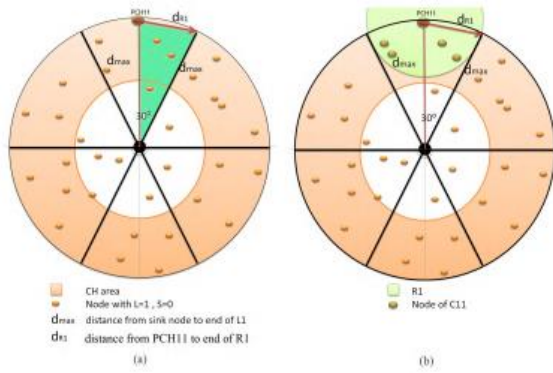 PCH11
dR1
dmax
dmax
30°
CH area
Node with L=1 , S=0
dmax distance from sink node to end of L1
dR1 distance from PCH11 to end of R1
(a)
PCH11
dR1
dmax
dmax
30°
R1
Node of C11
(b)